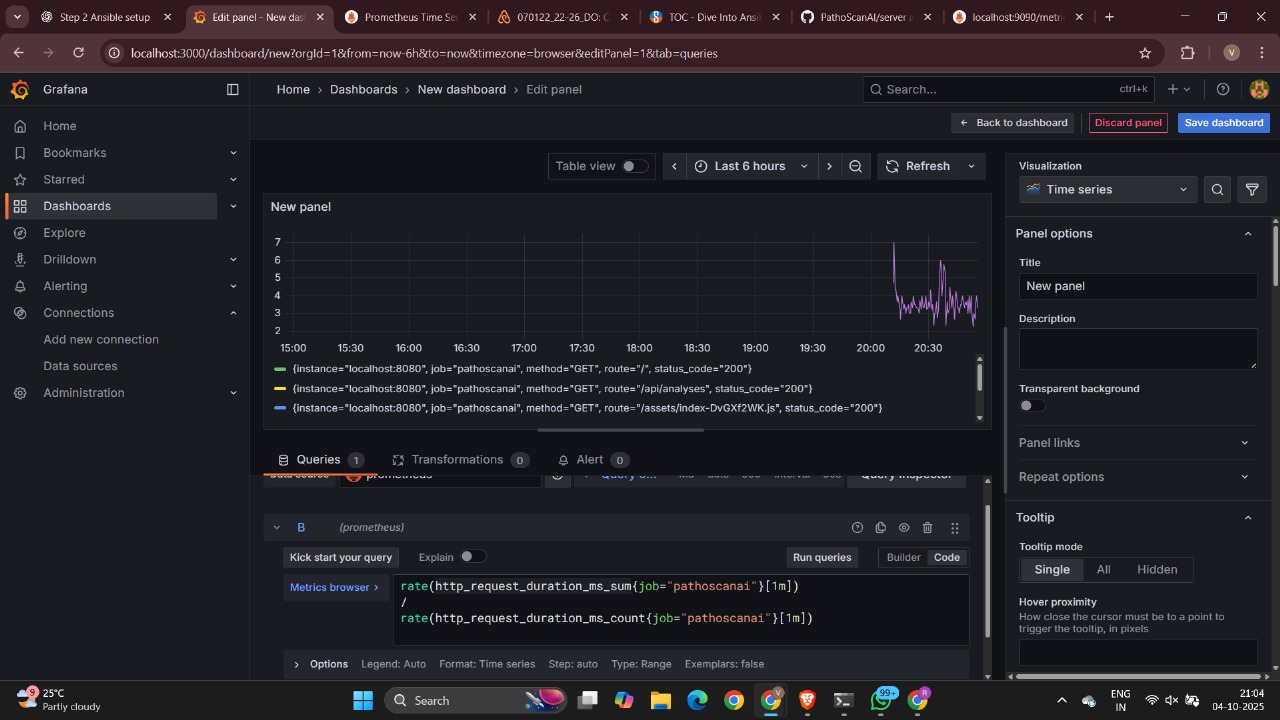 Step 2 Ansible setup
Edit panel - New das
Prometheus Time Se
070122_22-26_DO: C
TOC - Dive Into Ansi
PathoScanAI/server a
localhost:9090/metri
localhost:3000/dashboard/new?orgId=1&from=now-6h&to=now&timezone=browser&editPanel=1&tab=queries
V
Grafana
Home › Dashboards › New dashboard › Edit panel
Search...
ctrl+k
Back to dashboard
Discard panel
Save dashboard
Home
Bookmarks
Starred
Dashboards
Explore
Drilldown
Alerting
Connections
Add new connection
Data sources
Administration
Table view
Last 6 hours
Refresh
New panel
7
6
5
4
3
2
15:00 15:30 16:00 16:30 17:00 17:30 18:00 18:30 19:00 19:30 20:00 20:30
{instance="localhost:8080", job="pathoscanai", method="GET", route="/", status_code="200"}
{instance="localhost:8080", job="pathoscanai", method="GET", route="/api/analyses", status_code="200"}
{instance="localhost:8080", job="pathoscanai", method="GET", route="/assets/index-DvGXf2WK.js", status_code="200"}
Queries 1
Transformations 0
Alert 0
Data source
prometheus
Query inspector
B (prometheus)
Kick start your query
Explain
Run queries
Builder
Code
Metrics browser >
rate(http_request_duration_ms_sum{job="pathoscanai"}[1m])
/
rate(http_request_duration_ms_count{job="pathoscanai"}[1m])
Options Legend: Auto Format: Time series Step: auto Type: Range Exemplars: false
Visualization
Time series
Panel options
Title
New panel
Description
Transparent background
Panel links
Repeat options
Tooltip
Tooltip mode
Single
All
Hidden
Hover proximity
How close the cursor must be to a point to
trigger the tooltip, in pixels
9
25°C
Partly cloudy
Search
V
99+
R
ENG
IN
21:04
04-10-2025